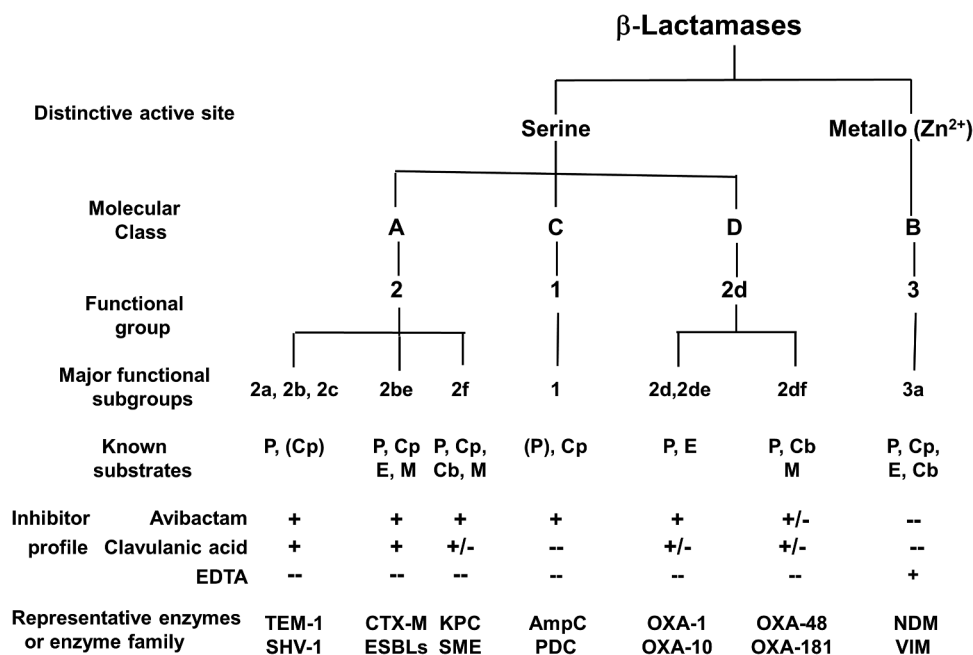 β-Lactamases
Distinctive active site
Serine Metallo (Zn²⁺)
Molecular
Class
A C D B
Functional
group
2 1 2d 3
Major functional
subgroups
2a, 2b, 2c 2be 2f 1 2d,2de 2df 3a
Known
substrates
P, (Cp) P, Cp P, Cp, (P), Cp P, E P, Cb P, Cp,
E, M Cb, M M E, Cb
Inhibitor Avibactam + + + + + +/- --
profile Clavulanic acid + + +/- -- +/- +/- --
EDTA -- -- -- -- -- -- +
Representative enzymes
or enzyme family
TEM-1 CTX-M KPC AmpC OXA-1 OXA-48 NDM
SHV-1 ESBLs SME PDC OXA-10 OXA-181 VIM